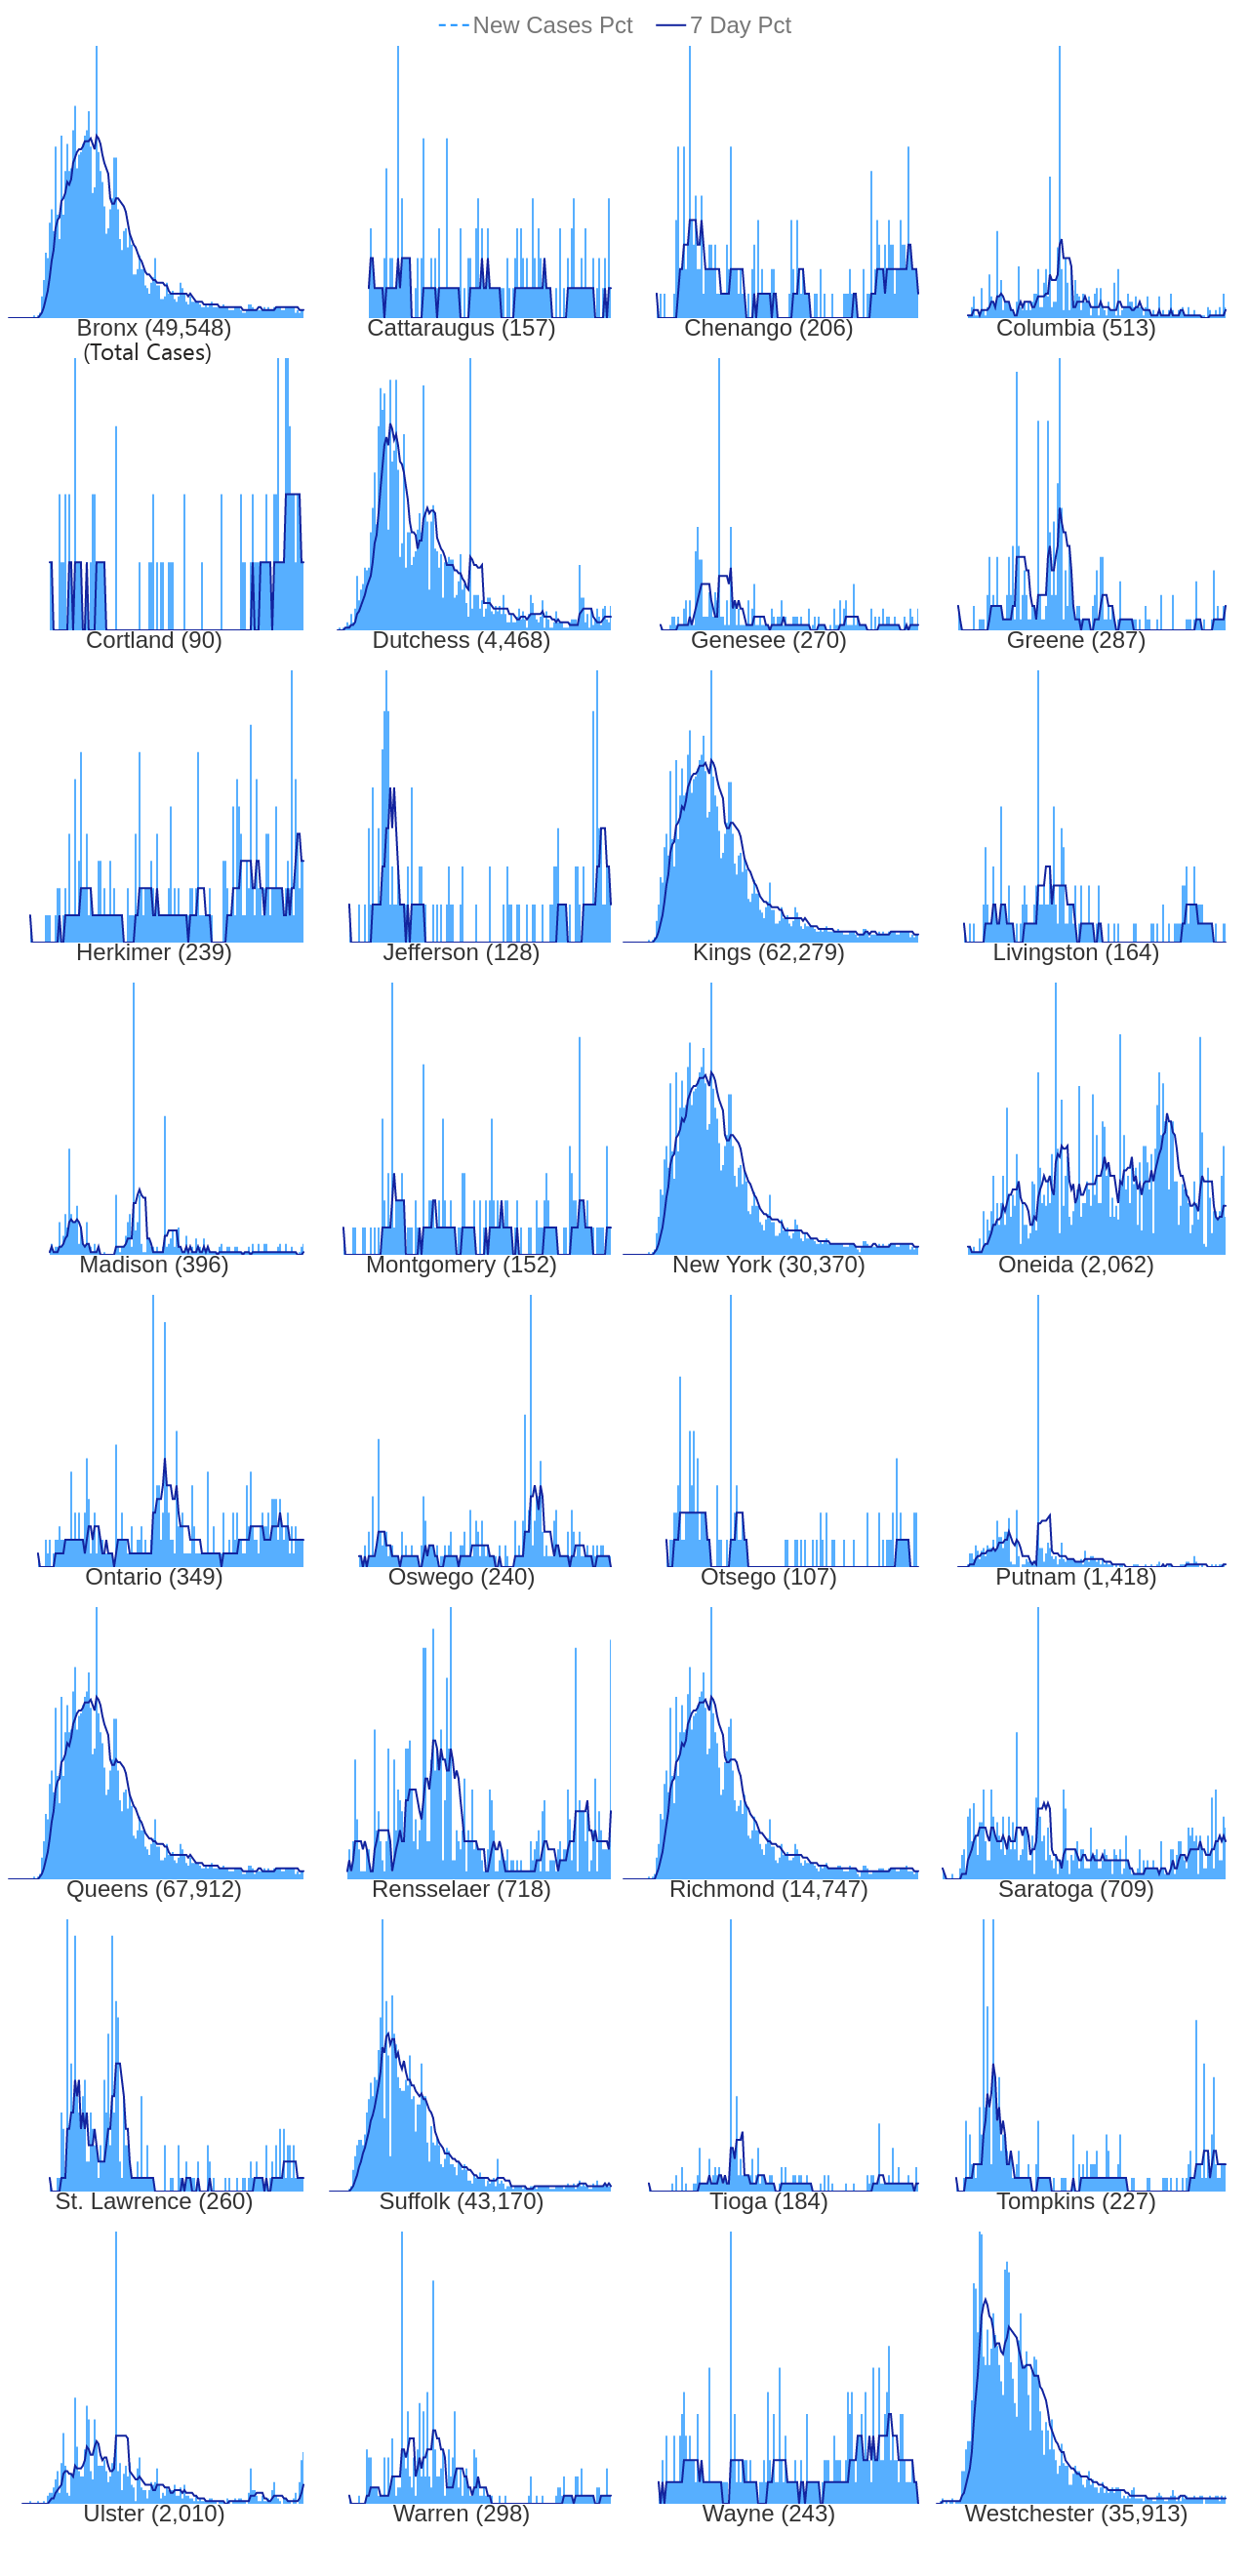 New Cases Pct 7 Day Pct
Bronx (49,548) Cattaraugus (157) Chenango (206) Columbia (513)
(Total Cases)
Cortland (90) Dutchess (4,468) Genesee (270) Greene (287)
Herkimer (239) Jefferson (128) Kings (62,279) Livingston (164)
Madison (396) Montgomery (152) New York (30,370) Oneida (2,062)
Ontario (349) Oswego (240) Otsego (107) Putnam (1,418)
Queens (67,912) Rensselaer (718) Richmond (14,747) Saratoga (709)
St. Lawrence (260) Suffolk (43,170) Tioga (184) Tompkins (227)
Ulster (2,010) Warren (298) Wayne (243) Westchester (35,913)